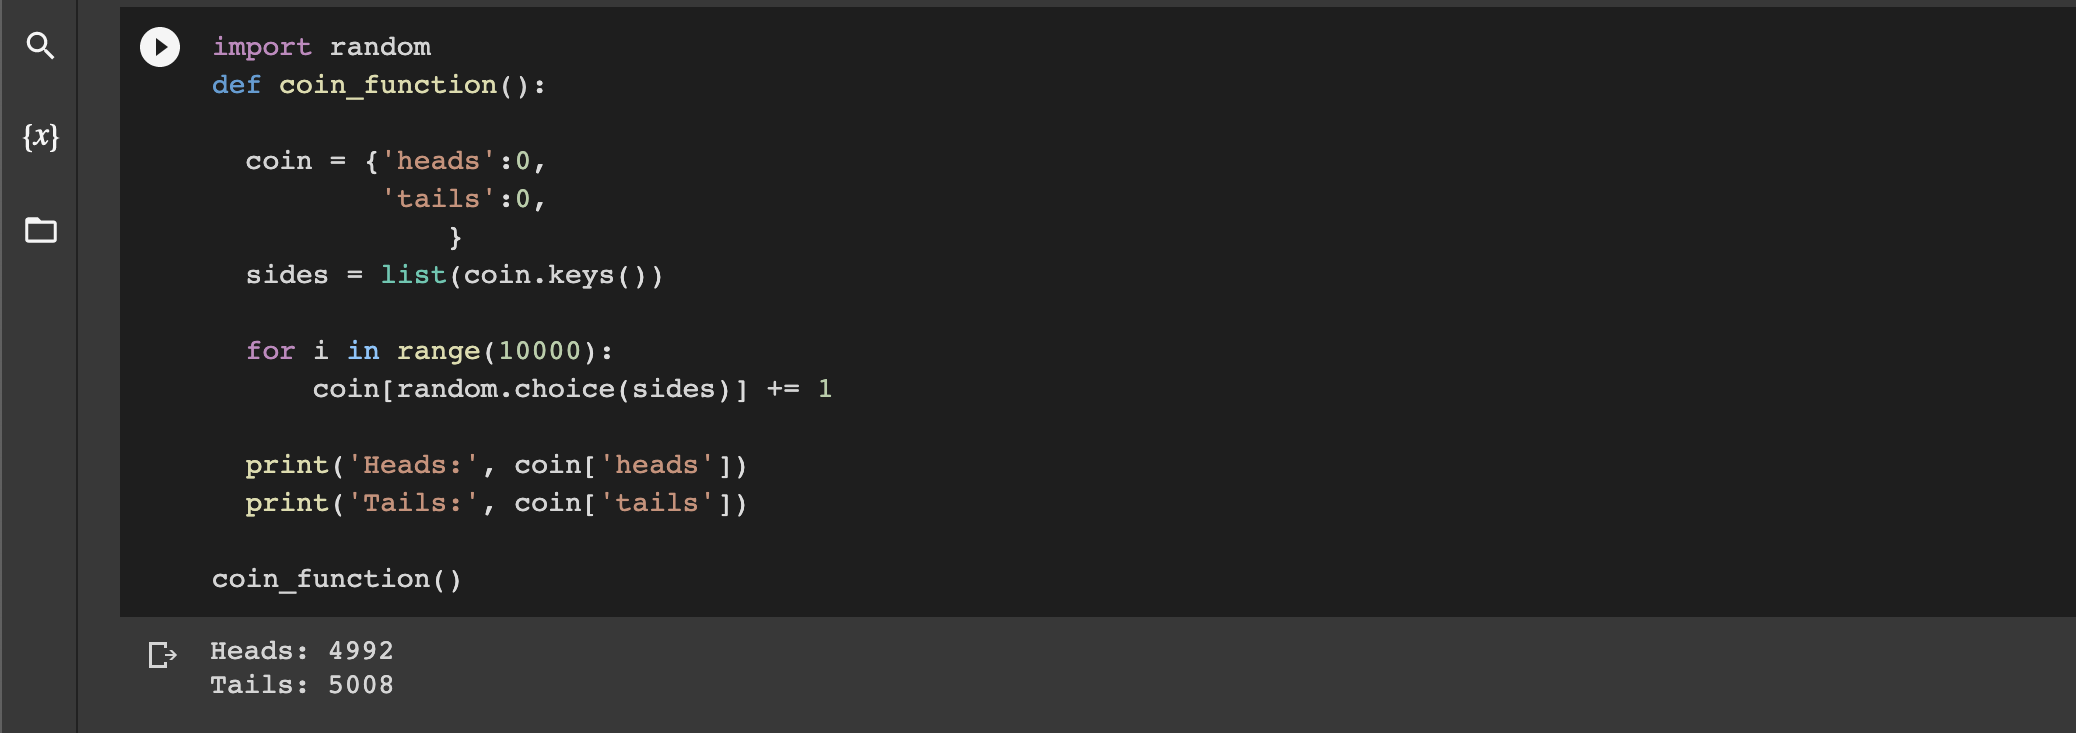 {x}
import random
def coin_function():
coin = {'heads':0,
'tails':0,
}
sides = list(coin.keys())
for i in range(10000):
coin[random.choice(sides)] += 1
print('Heads:', coin['heads'])
print('Tails:', coin['tails'])
coin_function()
Heads: 4992
Tails: 5008